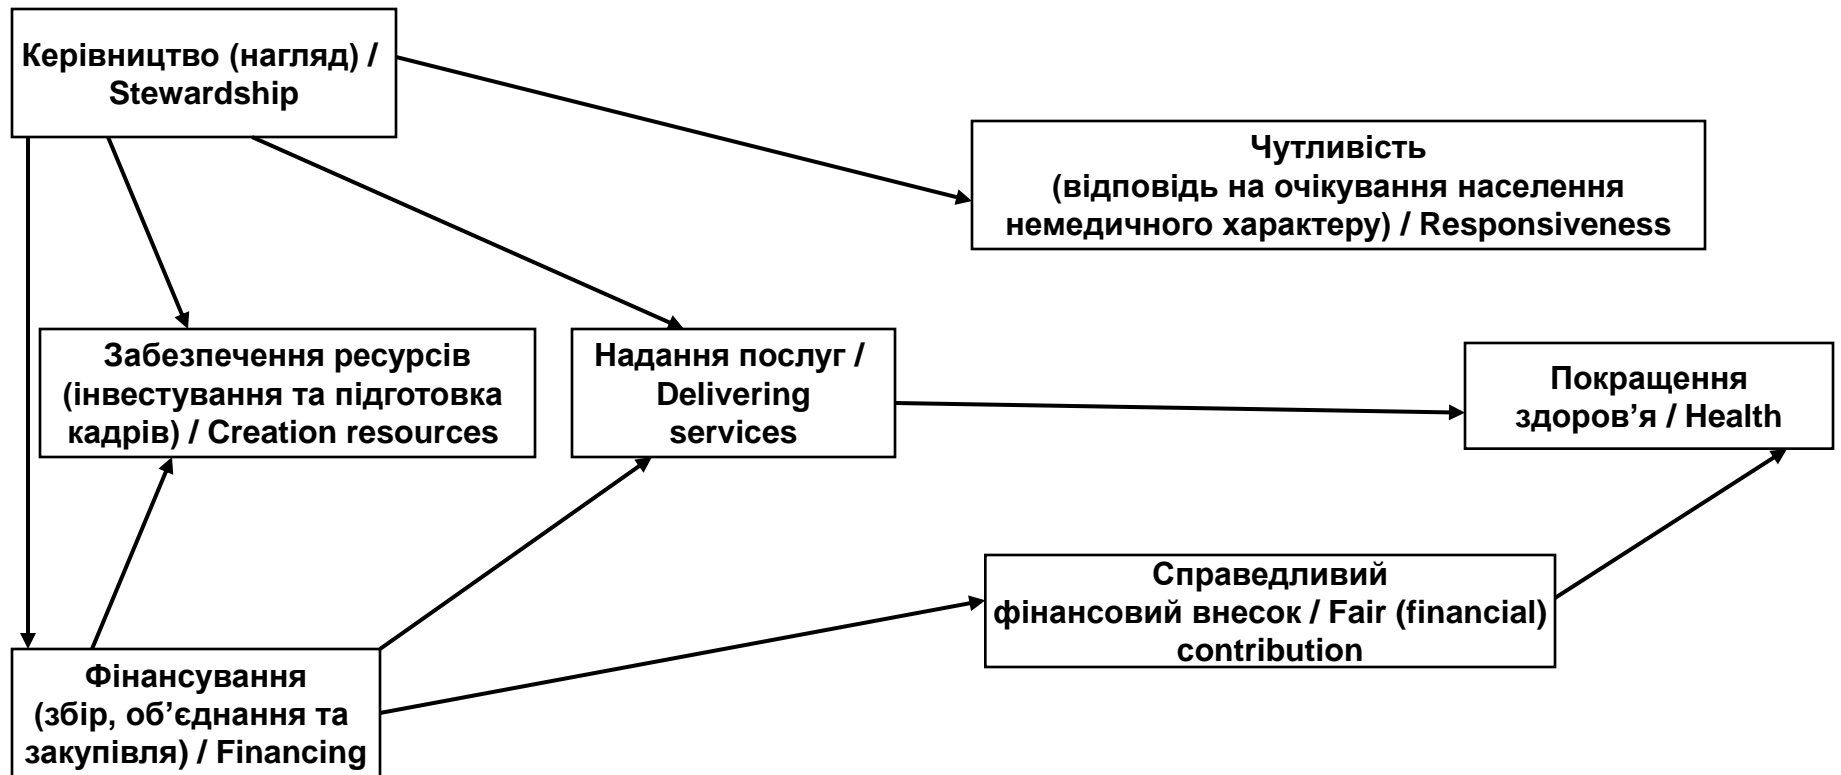 Керівництво (нагляд) /
Stewardship
Чутливість
(відповідь на очікування населення
немедичного характеру) / Responsiveness
Забезпечення ресурсів
(інвестування та підготовка
кадрів) / Creation resources
Надання послуг /
Delivering
services
Покращення
здоров’я / Health
Справедливий
фінансовий внесок / Fair (financial)
contribution
Фінансування
(збір, об’єднання та
закупівля) / Financing